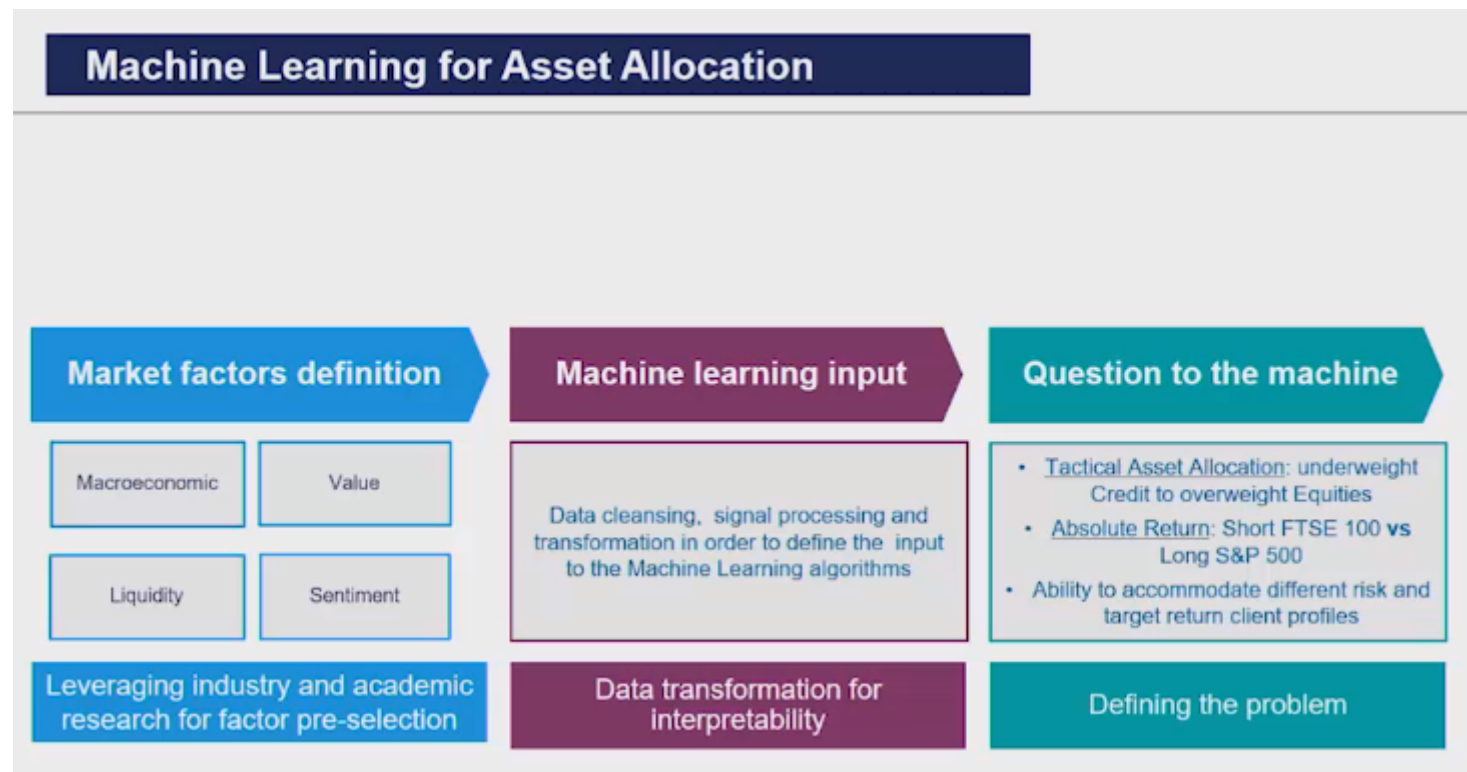 Machine Learning for Asset Allocation
Market factors definition
Macroeconomic
Value
Liquidity
Sentiment
Leveraging industry and academic
research for factor pre-selection
Machine learning input
Data cleansing, signal processing and
transformation in order to define the input
to the Machine Learning algorithms
Data transformation for
interpretability
Question to the machine
• Tactical Asset Allocation: underweight
Credit to overweight Equities
• Absolute Return: Short FTSE 100 vs
Long S&P 500
• Ability to accommodate different risk and
target return client profiles
Defining the problem